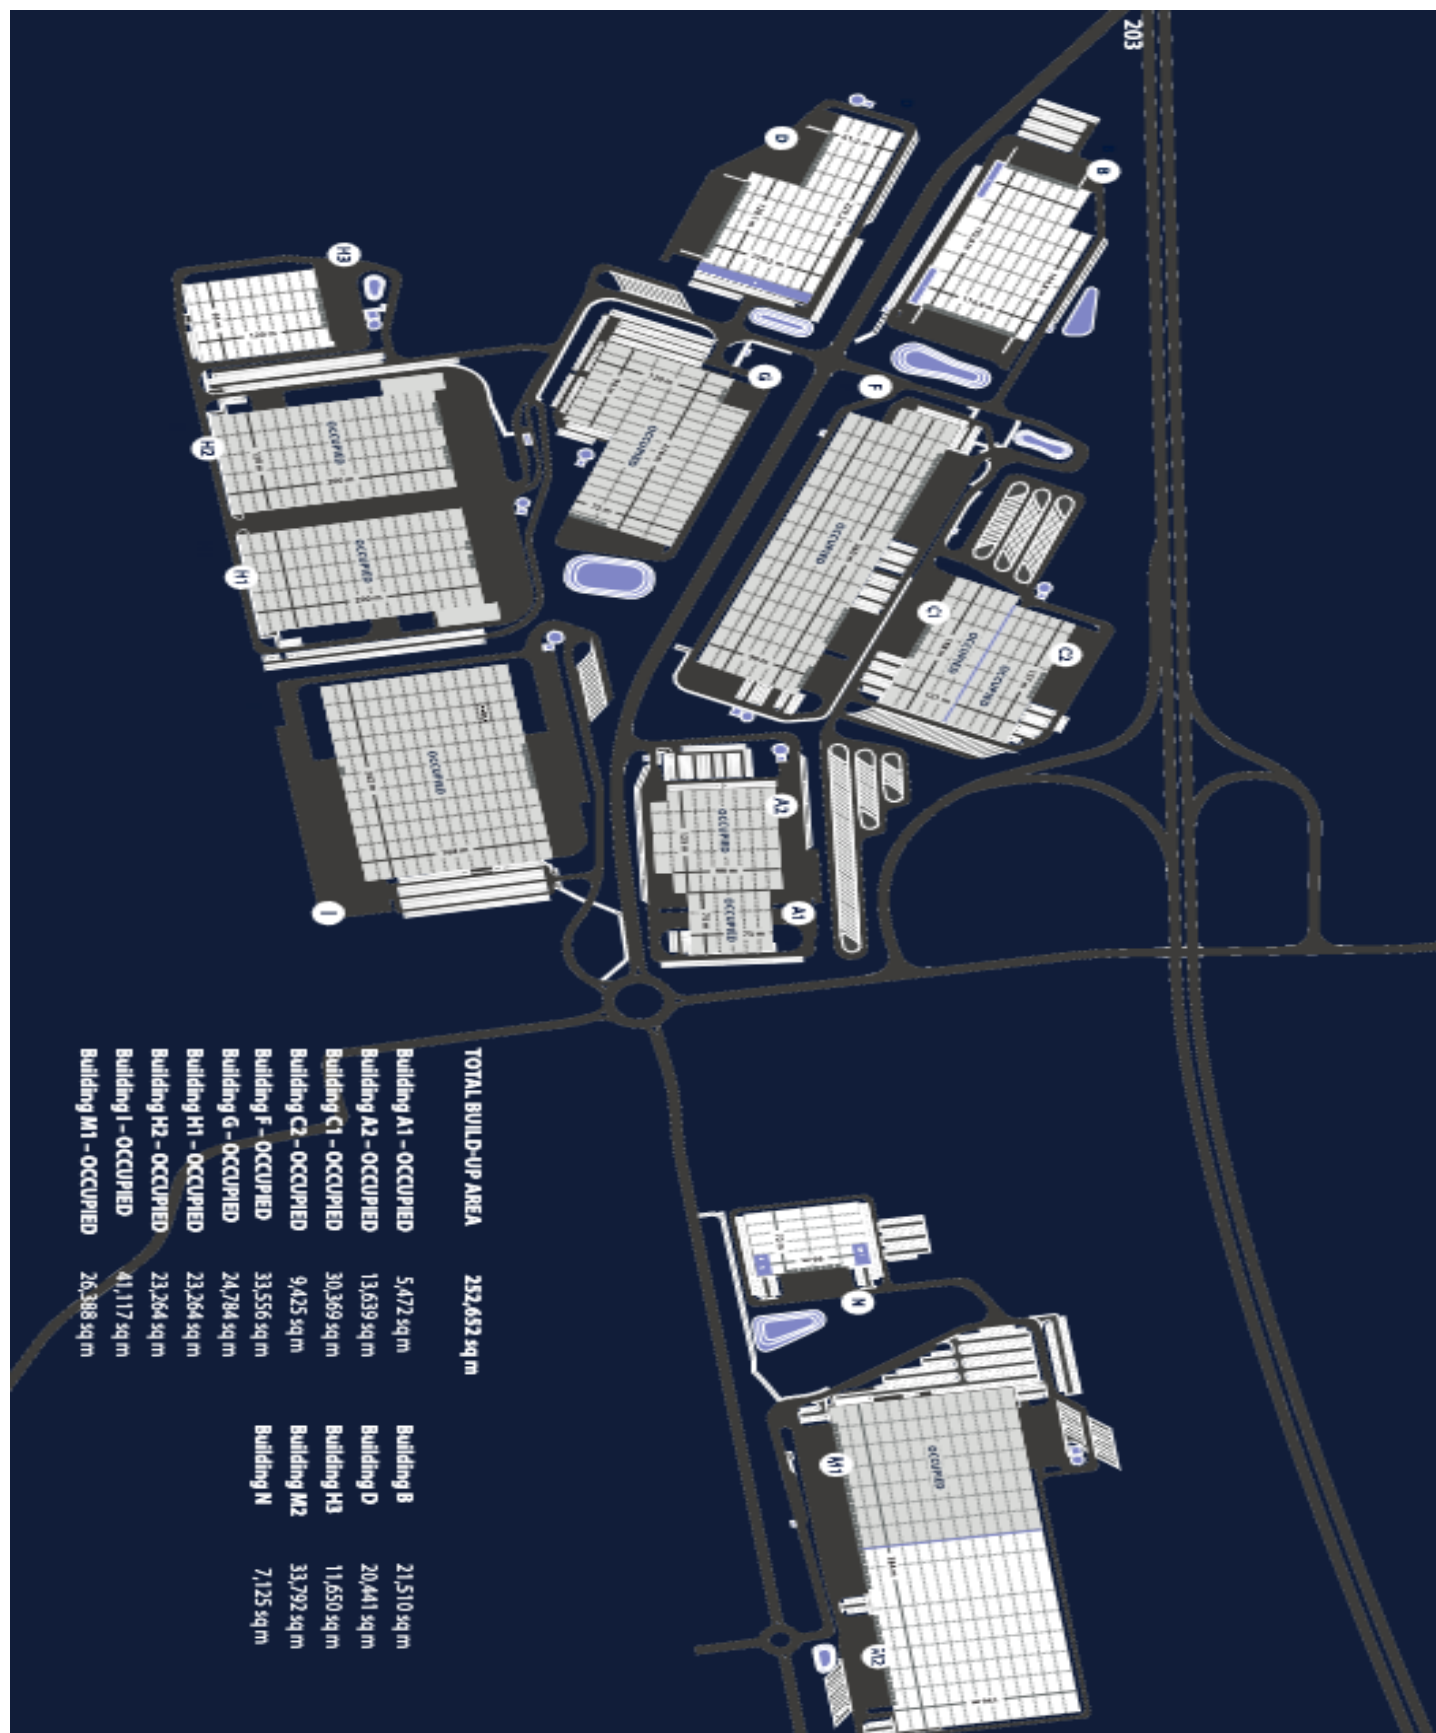 203
B
D
H3
G
F
H2
OCCUPIED
OCCUPIED
OCCUPIED
H1
OCCUPIED
C1
C2
OCCUPIED
OCCUPIED
OCCUPIED
A2
OCCUPIED
A1
OCCUPIED
I
N
M1
OCCUPIED
M2
TOTAL BUILD-UP AREA 252,652 sq m
Building A1 – OCCUPIED 5,472 sq m
Building A2 – OCCUPIED 13,639 sq m
Building C1 – OCCUPIED 30,369 sq m
Building C2 – OCCUPIED 9,425 sq m
Building F – OCCUPIED 33,556 sq m
Building G – OCCUPIED 24,784 sq m
Building H1 – OCCUPIED 23,264 sq m
Building H2 – OCCUPIED 23,264 sq m
Building I – OCCUPIED 41,117 sq m
Building M1 – OCCUPIED 26,388 sq m
Building B 21,510 sq m
Building D 20,441 sq m
Building H3 11,650 sq m
Building M2 33,792 sq m
Building N 7,125 sq m